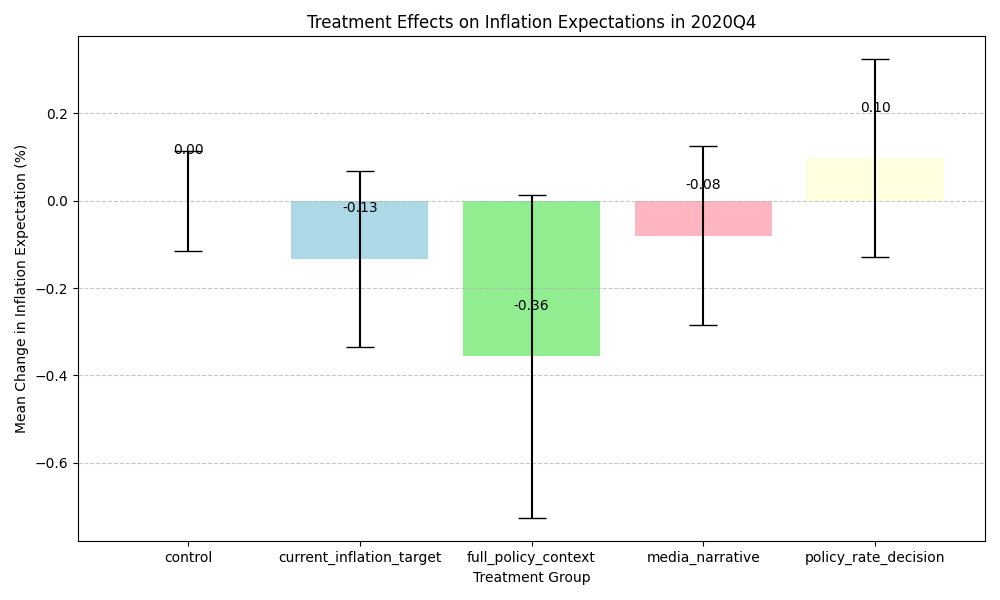 Treatment Effects on Inflation Expectations in 2020Q4
Mean Change in Inflation Expectation (%)
0.2
0.0
−0.2
−0.4
−0.6
0.00
-0.13
-0.36
-0.08
0.10
control
current_inflation_target
full_policy_context
media_narrative
policy_rate_decision
Treatment Group